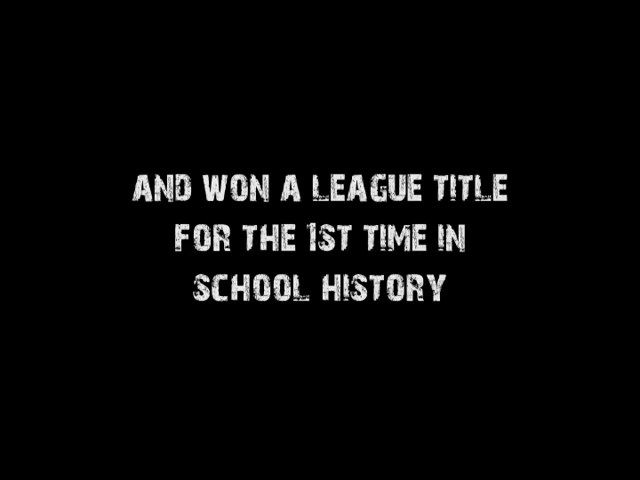 AND WON A LEAGUE TITLE
FOR THE 1ST TIME IN
SCHOOL HISTORY